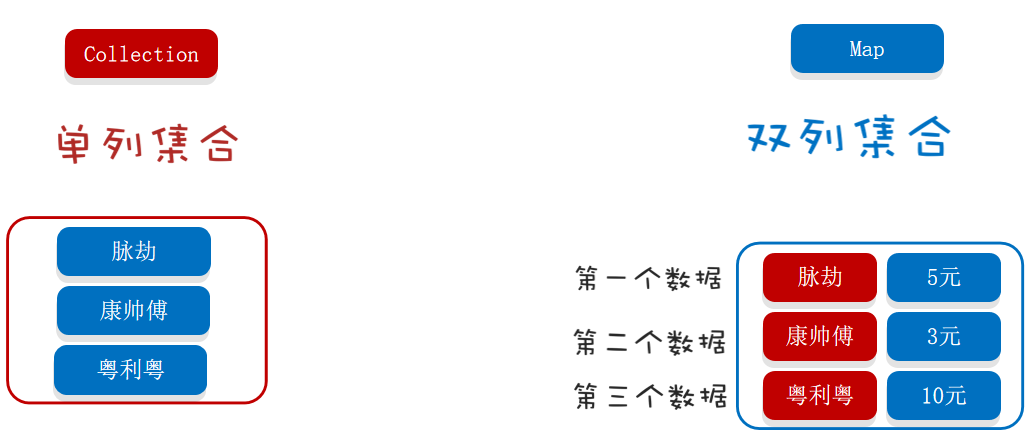 Collection
Map
单列集合
双列集合
脉劫
康帅傅
粤利粤
第一个数据 脉劫 5元
第二个数据 康帅傅 3元
第三个数据 粤利粤 10元